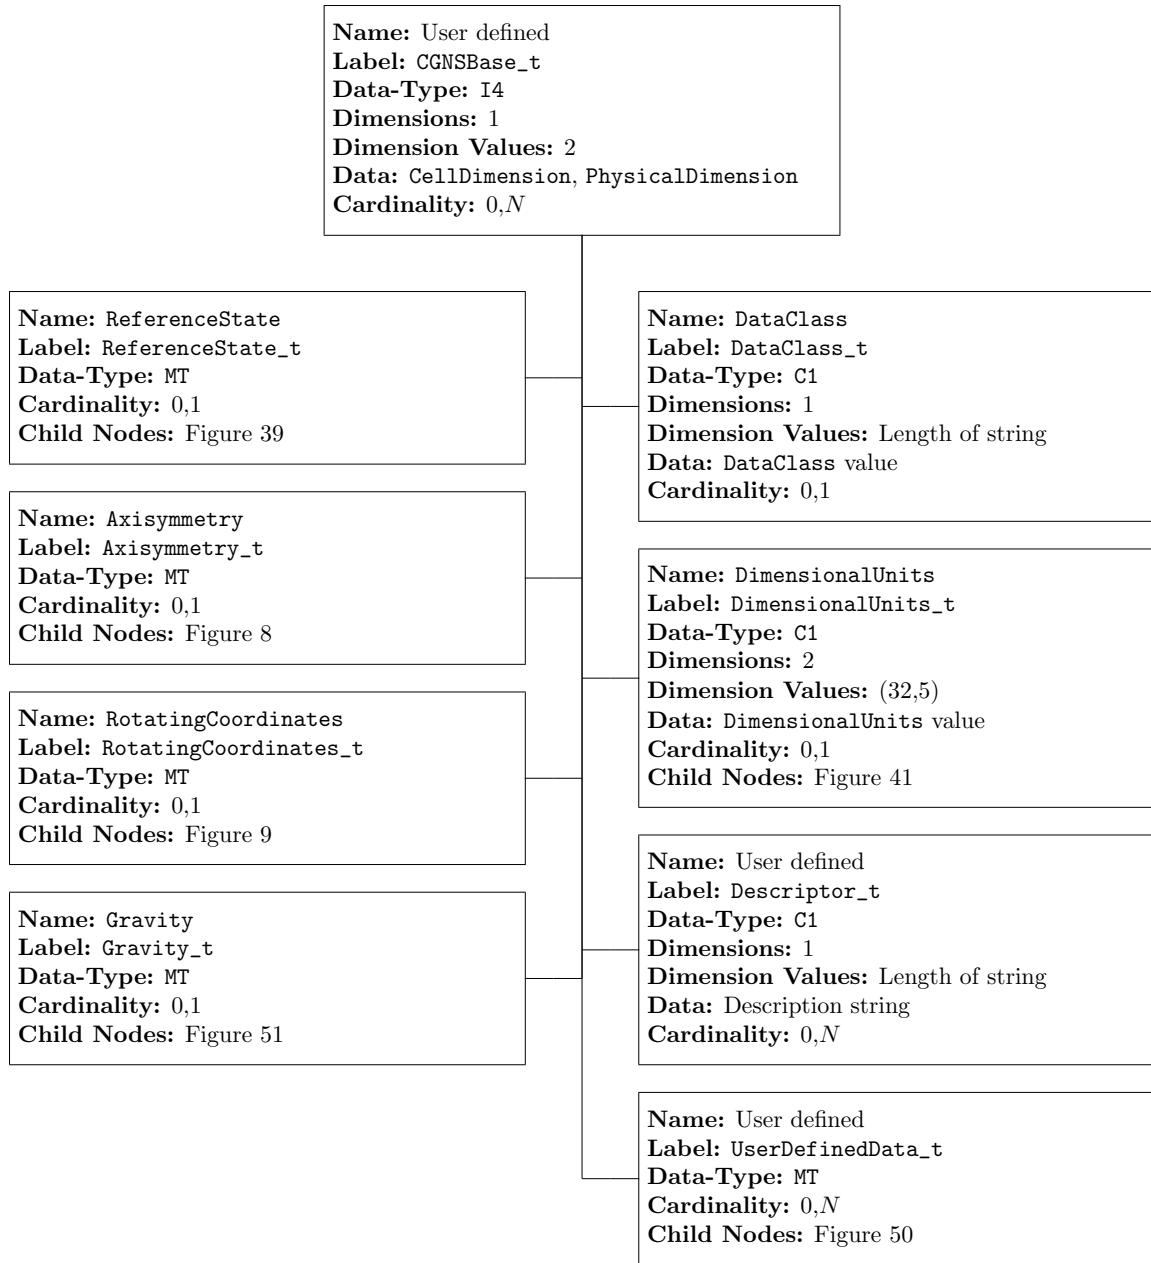 Name: User defined
Label: CGNSBase_t
Data-Type: I4
Dimensions: 1
Dimension Values: 2
Data: CellDimension, PhysicalDimension
Cardinality: 0,N
Name: ReferenceState
Label: ReferenceState_t
Data-Type: MT
Cardinality: 0,1
Child Nodes: Figure 39
Name: Axisymmetry
Label: Axisymmetry_t
Data-Type: MT
Cardinality: 0,1
Child Nodes: Figure 8
Name: RotatingCoordinates
Label: RotatingCoordinates_t
Data-Type: MT
Cardinality: 0,1
Child Nodes: Figure 9
Name: Gravity
Label: Gravity_t
Data-Type: MT
Cardinality: 0,1
Child Nodes: Figure 51
Name: DataClass
Label: DataClass_t
Data-Type: C1
Dimensions: 1
Dimension Values: Length of string
Data: DataClass value
Cardinality: 0,1
Name: DimensionalUnits
Label: DimensionalUnits_t
Data-Type: C1
Dimensions: 2
Dimension Values: (32,5)
Data: DimensionalUnits value
Cardinality: 0,1
Child Nodes: Figure 41
Name: User defined
Label: Descriptor_t
Data-Type: C1
Dimensions: 1
Dimension Values: Length of string
Data: Description string
Cardinality: 0,N
Name: User defined
Label: UserDefinedData_t
Data-Type: MT
Cardinality: 0,N
Child Nodes: Figure 50